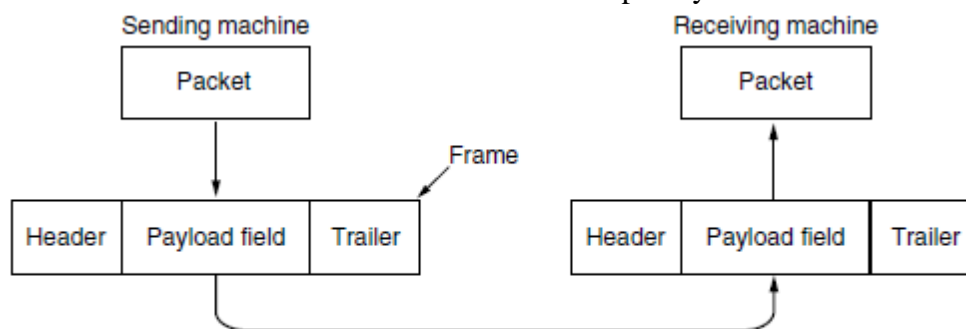 Sending machine
Receiving machine
Packet
Packet
Frame
Header
Payload field
Trailer
Header
Payload field
Trailer